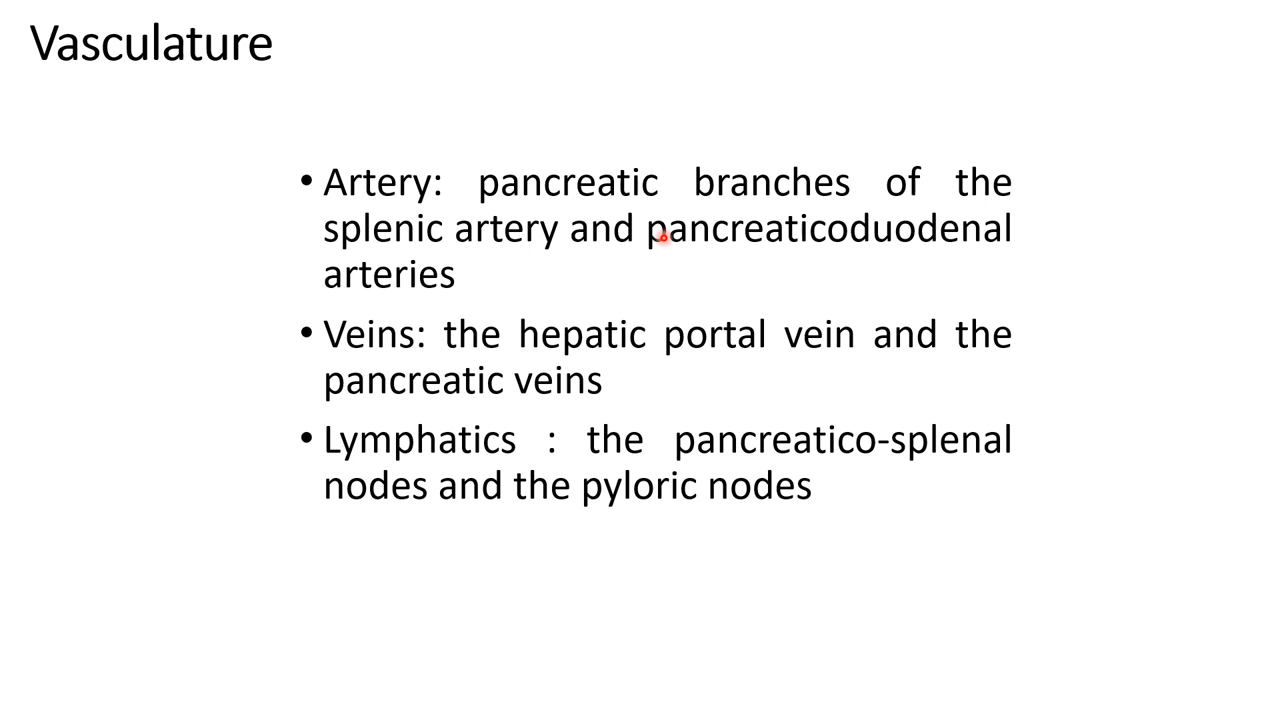 Vasculature
• Artery: pancreatic branches of the
splenic artery and pancreaticoduodenal
arteries
• Veins: the hepatic portal vein and the
pancreatic veins
• Lymphatics : the pancreatico-splenal
nodes and the pyloric nodes